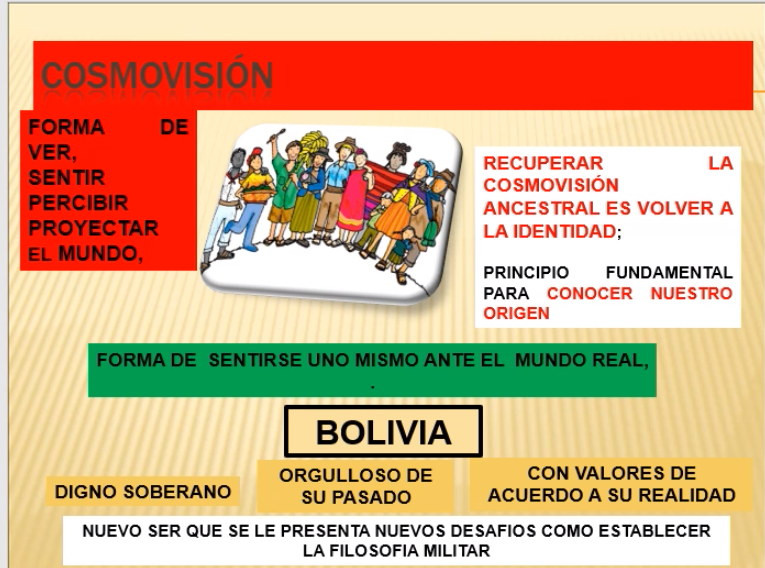 COSMOVISIÓN
FORMA DE
VER,
SENTIR
PERCIBIR
PROYECTAR
EL MUNDO,
RECUPERAR LA
COSMOVISIÓN
ANCESTRAL ES VOLVER A
LA IDENTIDAD;
PRINCIPIO FUNDAMENTAL
PARA CONOCER NUESTRO
ORIGEN
FORMA DE SENTIRSE UNO MISMO ANTE EL MUNDO REAL,
.
BOLIVIA
DIGNO SOBERANO
ORGULLOSO DE
SU PASADO
CON VALORES DE
ACUERDO A SU REALIDAD
NUEVO SER QUE SE LE PRESENTA NUEVOS DESAFIOS COMO ESTABLECER
LA FILOSOFIA MILITAR